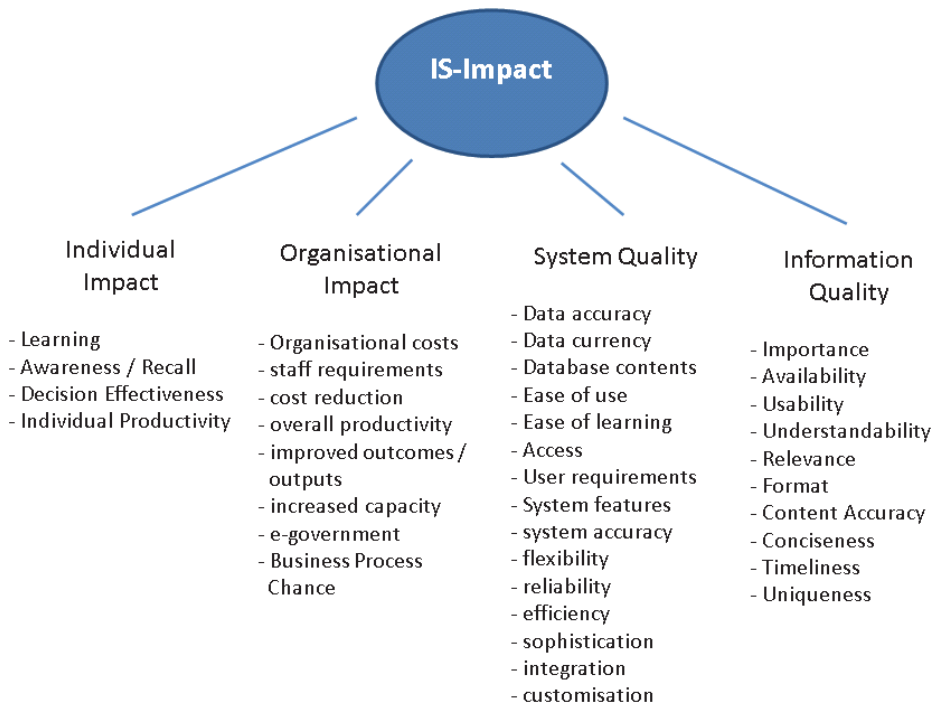 IS-Impact
Individual
Impact
- Learning
- Awareness / Recall
- Decision Effectiveness
- Individual Productivity
Organisational
Impact
- Organisational costs
- staff requirements
- cost reduction
- overall productivity
- improved outcomes /
outputs
- increased capacity
- e-government
- Business Process
Chance
System Quality
- Data accuracy
- Data currency
- Database contents
- Ease of use
- Ease of learning
- Access
- User requirements
- System features
- system accuracy
- flexibility
- reliability
- efficiency
- sophistication
- integration
- customisation
Information
Quality
- Importance
- Availability
- Usability
- Understandability
- Relevance
- Format
- Content Accuracy
- Conciseness
- Timeliness
- Uniqueness